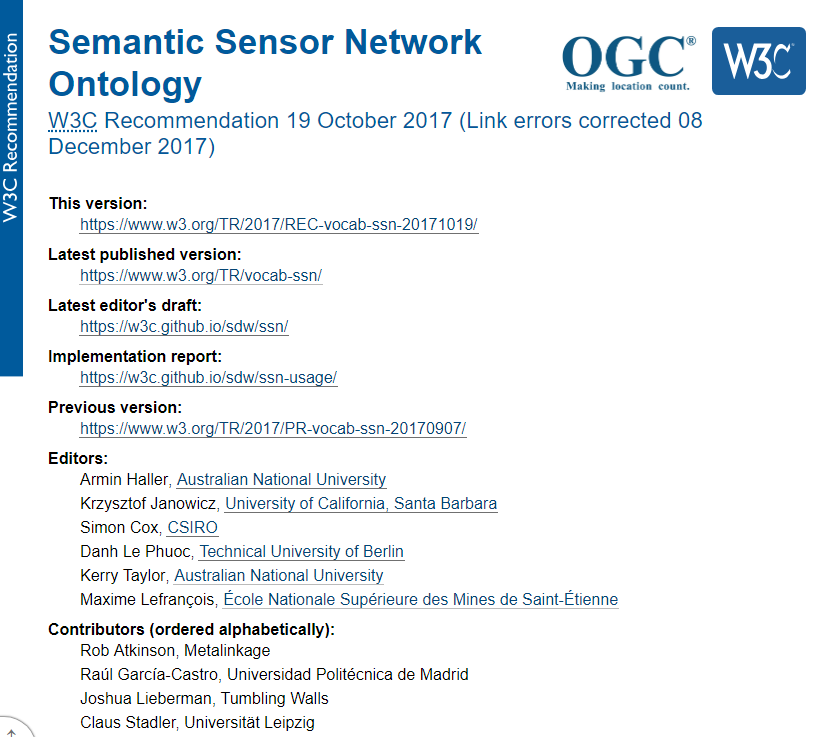 Semantic Sensor Network
Ontology
OGC®
Making location count.
W3C
W3C Recommendation 19 October 2017 (Link errors corrected 08
December 2017)
W3C Recommendation
This version:
https://www.w3.org/TR/2017/REC-vocab-ssn-20171019/
Latest published version:
https://www.w3.org/TR/vocab-ssn/
Latest editor's draft:
https://w3c.github.io/sdw/ssn/
Implementation report:
https://w3c.github.io/sdw/ssn-usage/
Previous version:
https://www.w3.org/TR/2017/PR-vocab-ssn-20170907/
Editors:
Armin Haller, Australian National University
Krzysztof Janowicz, University of California, Santa Barbara
Simon Cox, CSIRO
Danh Le Phuoc, Technical University of Berlin
Kerry Taylor, Australian National University
Maxime Lefrançois, École Nationale Supérieure des Mines de Saint-Étienne
Contributors (ordered alphabetically):
Rob Atkinson, Metalinkage
Raúl García-Castro, Universidad Politécnica de Madrid
Joshua Lieberman, Tumbling Walls
Claus Stadler, Universität Leipzig